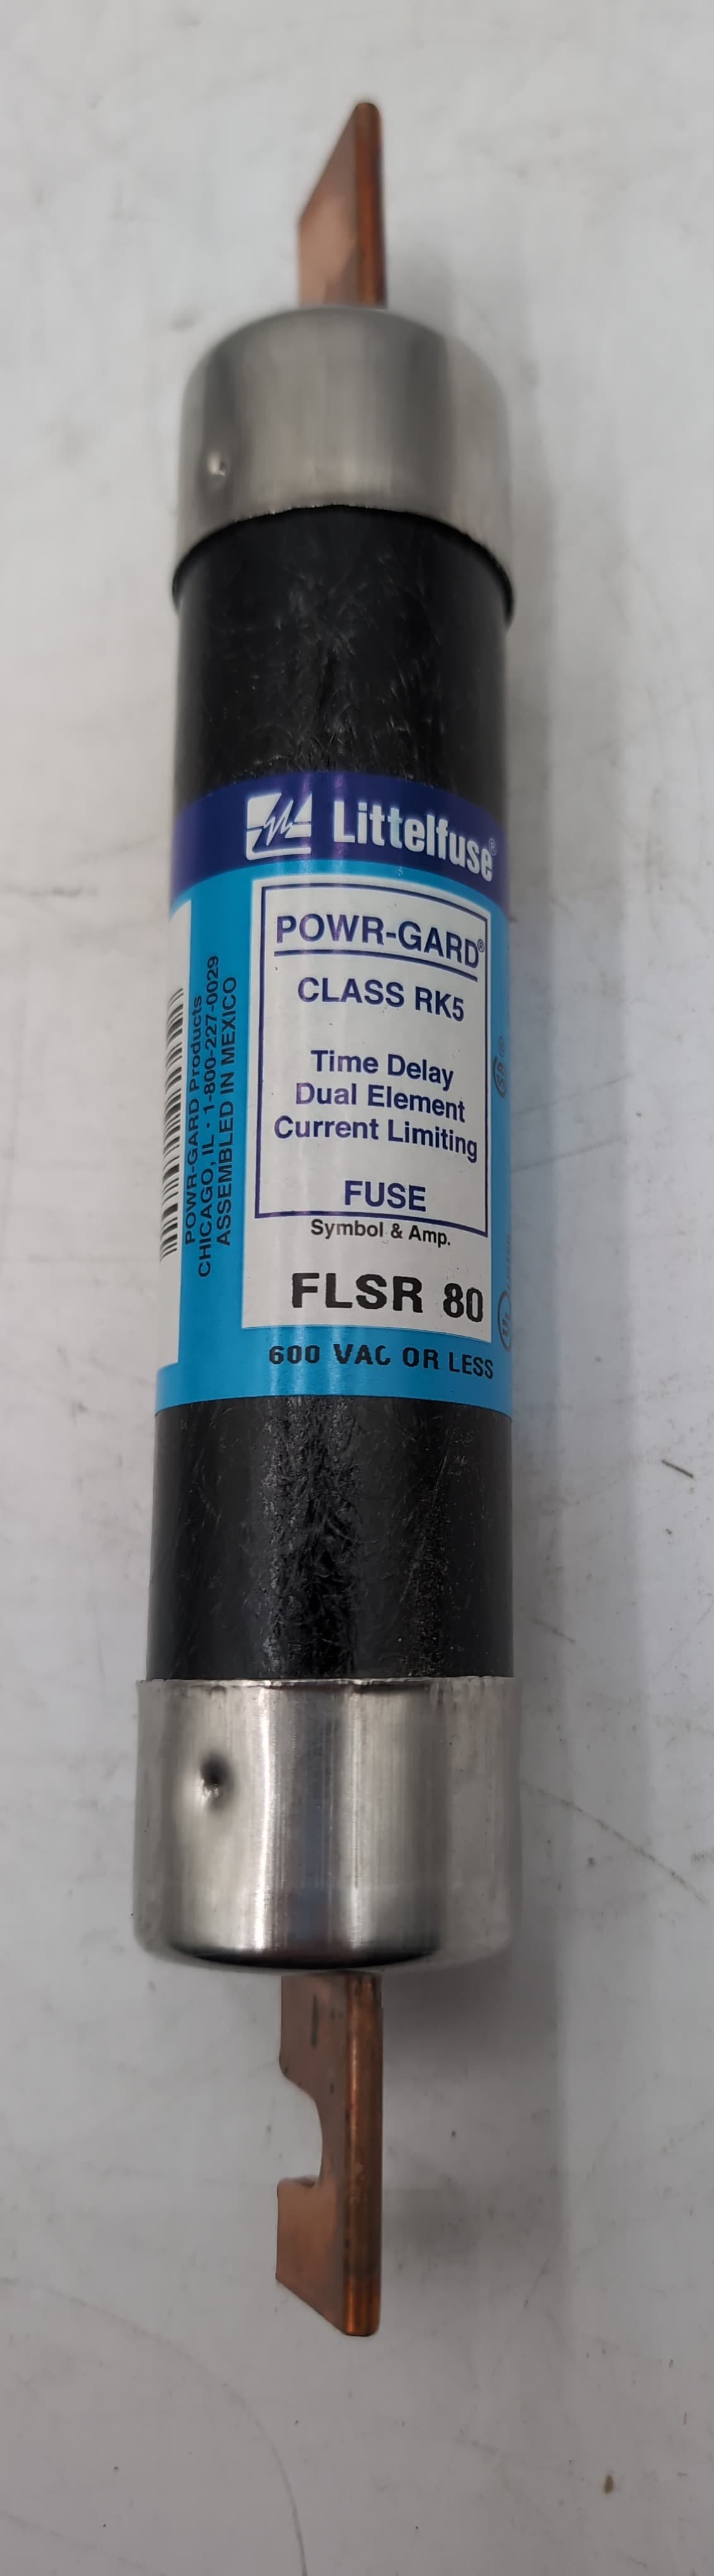 Littelfuse®
POWR-GARD®
CLASS RK5
Time Delay
Dual Element
Current Limiting
FUSE
Symbol & Amp.
FLSR 80
600 VAC OR LESS
POWR-GARD Products
CHICAGO, IL · 1-800-227-0029
ASSEMBLED IN MEXICO